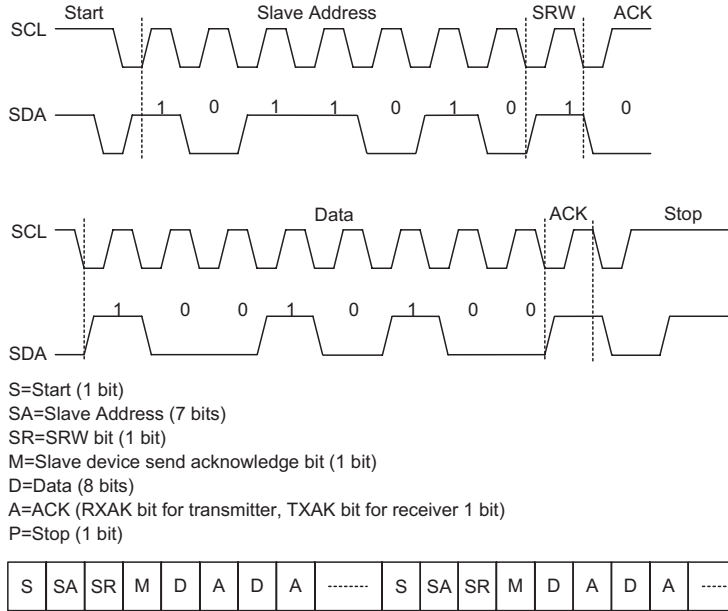 Start Slave Address SRW ACK
SCL
SDA 1 0 1 1 0 1 0 1 0
Data ACK Stop
SCL
1 0 0 1 0 1 0 0
SDA
S=Start (1 bit)
SA=Slave Address (7 bits)
SR=SRW bit (1 bit)
M=Slave device send acknowledge bit (1 bit)
D=Data (8 bits)
A=ACK (RXAK bit for transmitter, TXAK bit for receiver 1 bit)
P=Stop (1 bit)
S SA SR M D A D A S SA SR M D A D A